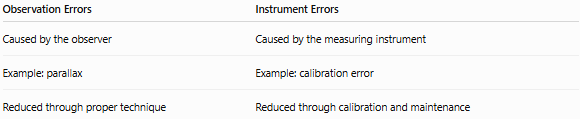 Observation Errors Instrument Errors
Caused by the observer Caused by the measuring instrument
Example: parallax Example: calibration error
Reduced through proper technique Reduced through calibration and maintenance